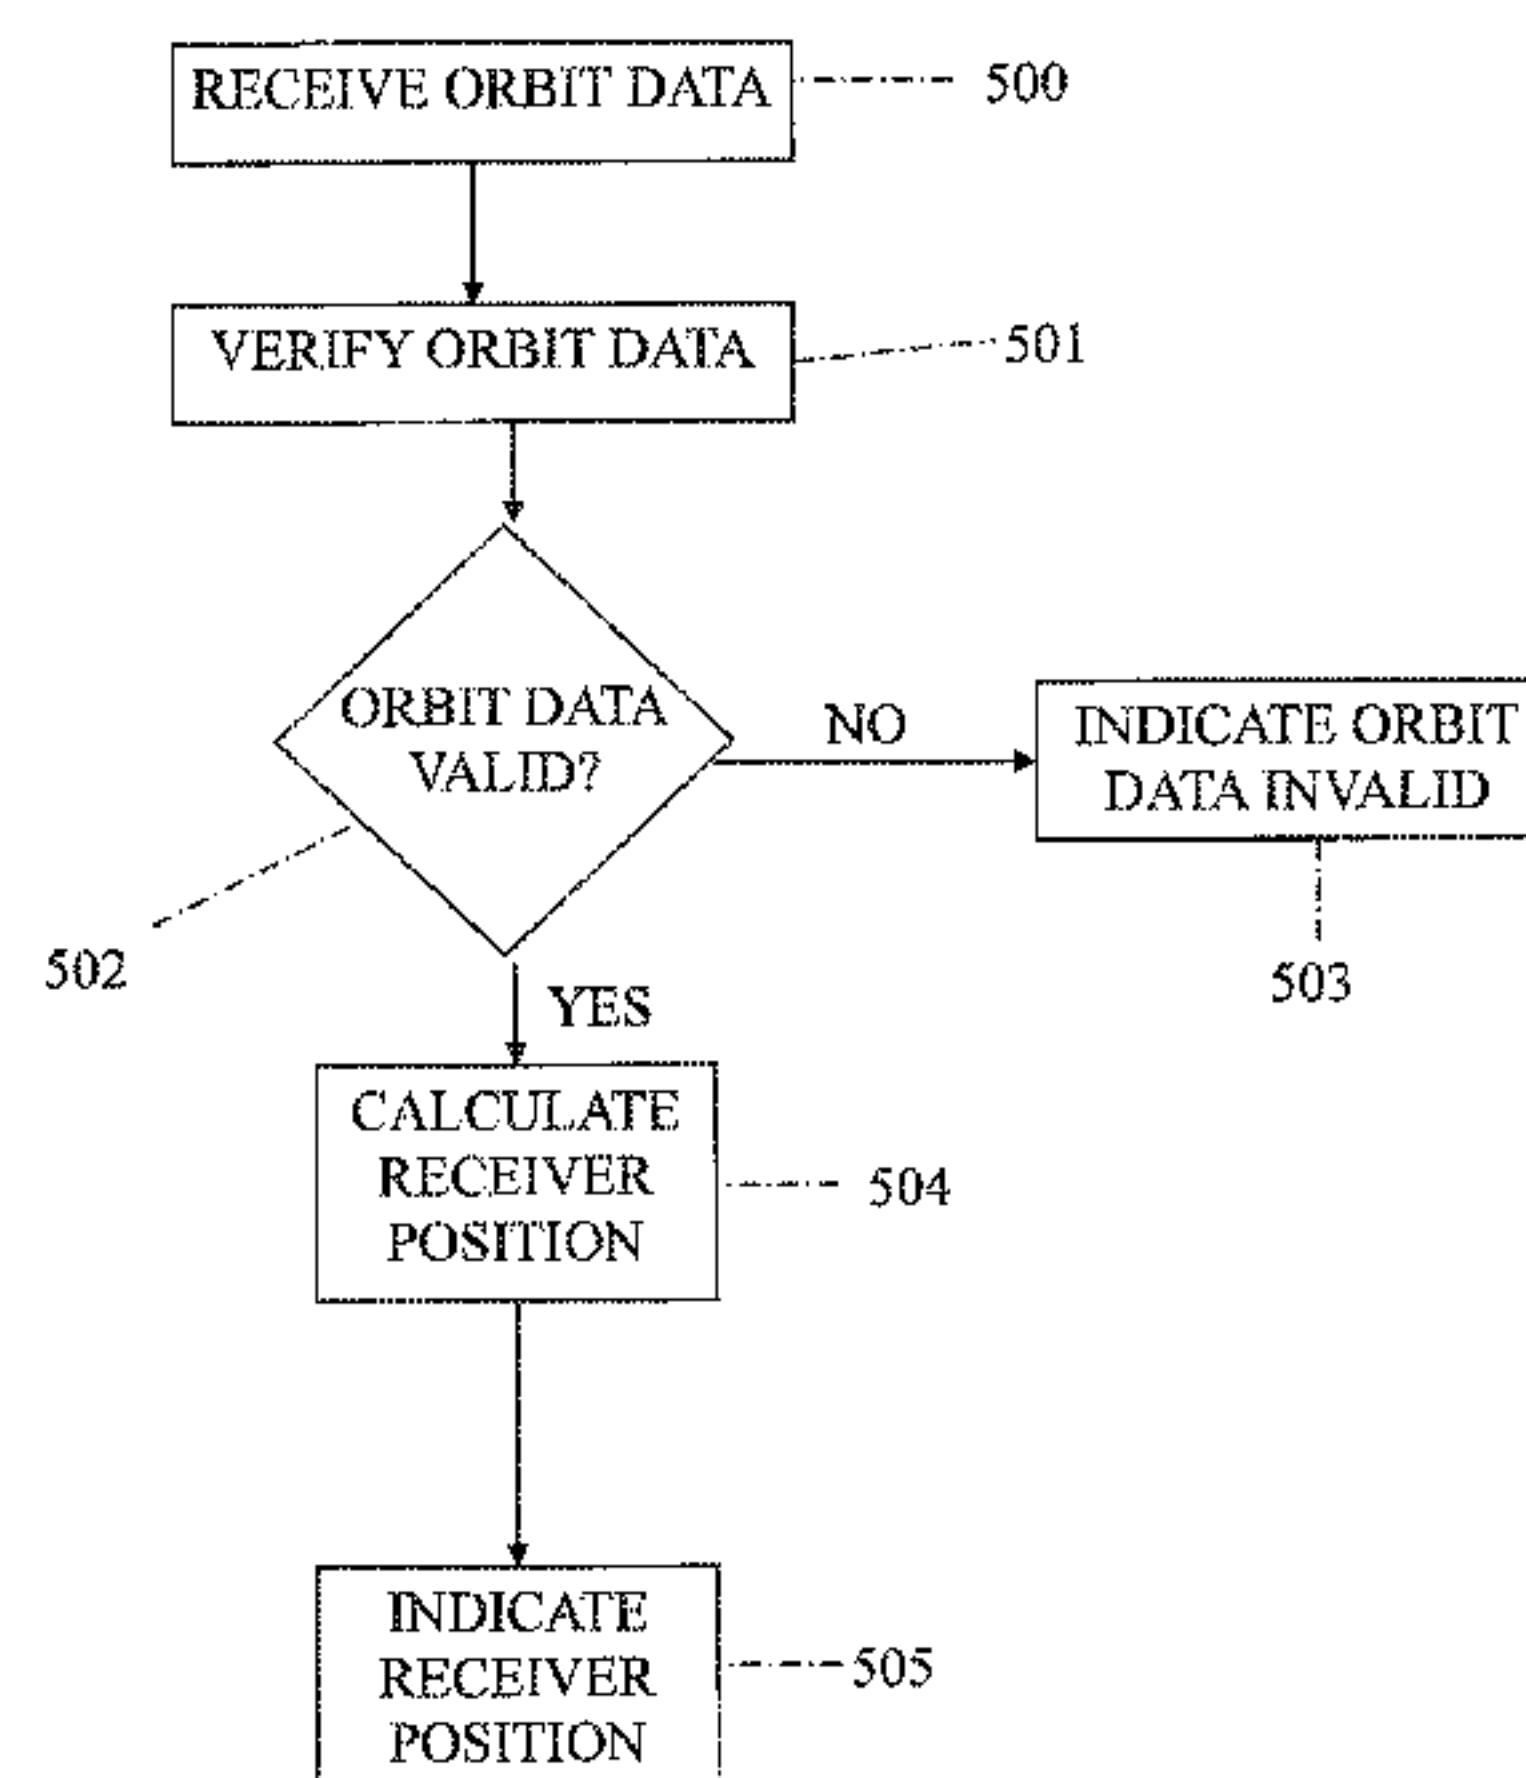 RECEIVE ORBIT DATA
500
VERIFY ORBIT DATA
501
ORBIT DATA
VALID?
502
NO
INDICATE ORBIT
DATA INVALID
503
YES
CALCULATE
RECEIVER
POSITION
504
INDICATE
RECEIVER
POSITION
505